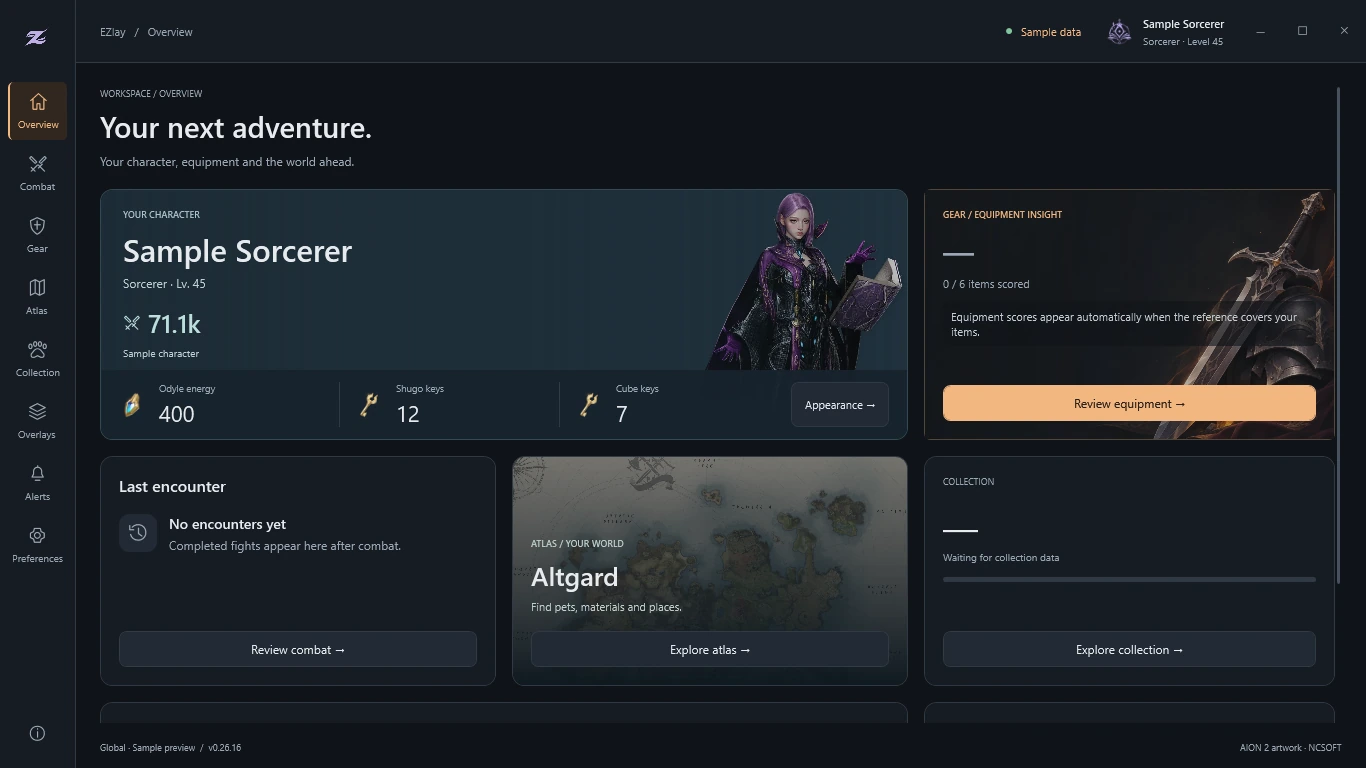 EZlay / Overview
Sample data
Sample Sorcerer
Sorcerer · Level 45
Overview
Combat
Gear
Atlas
Collection
Overlays
Alerts
Preferences
WORKSPACE / OVERVIEW
Your next adventure.
Your character, equipment and the world ahead.
YOUR CHARACTER
Sample Sorcerer
Sorcerer · Lv. 45
71.1k
Sample character
Odyle energy
400
Shugo keys
12
Cube keys
7
Appearance →
GEAR / EQUIPMENT INSIGHT
—
0 / 6 items scored
Equipment scores appear automatically when the reference covers your
items.
Review equipment →
Last encounter
No encounters yet
Completed fights appear here after combat.
Review combat →
ATLAS / YOUR WORLD
Altgard
Find pets, materials and places.
Explore atlas →
COLLECTION
—
Waiting for collection data
Explore collection →
Global · Sample preview / v0.26.16
AION 2 artwork · NCSOFT